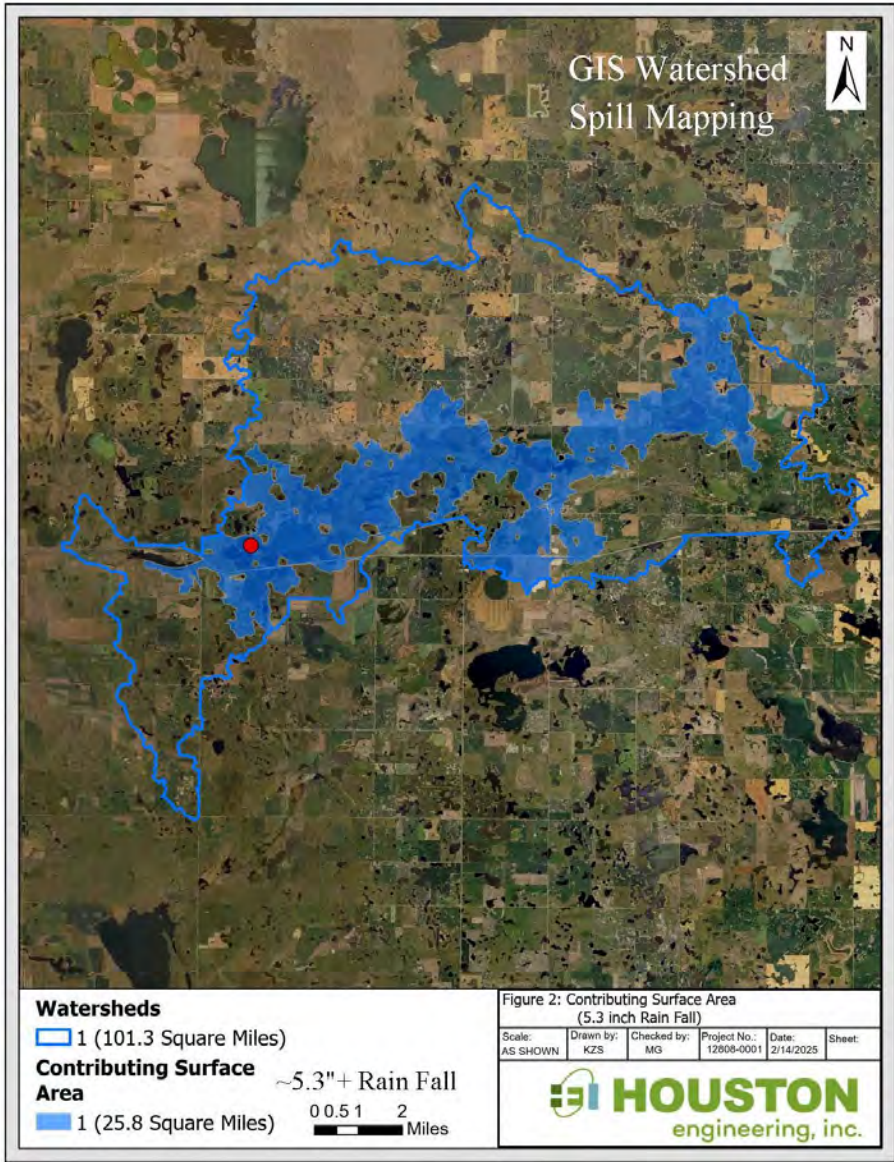 GIS Watershed
Spill Mapping
N
Watersheds
1 (101.3 Square Miles)
Contributing Surface
Area
1 (25.8 Square Miles)
~5.3"+ Rain Fall
0 0.5 1 2
Miles
Figure 2: Contributing Surface Area
(5.3 inch Rain Fall)
Scale:
AS SHOWN
Drawn by:
KZS
Checked by:
MG
Project No.:
12808-0001
Date:
2/14/2025
Sheet:
HOUSTON
engineering, inc.